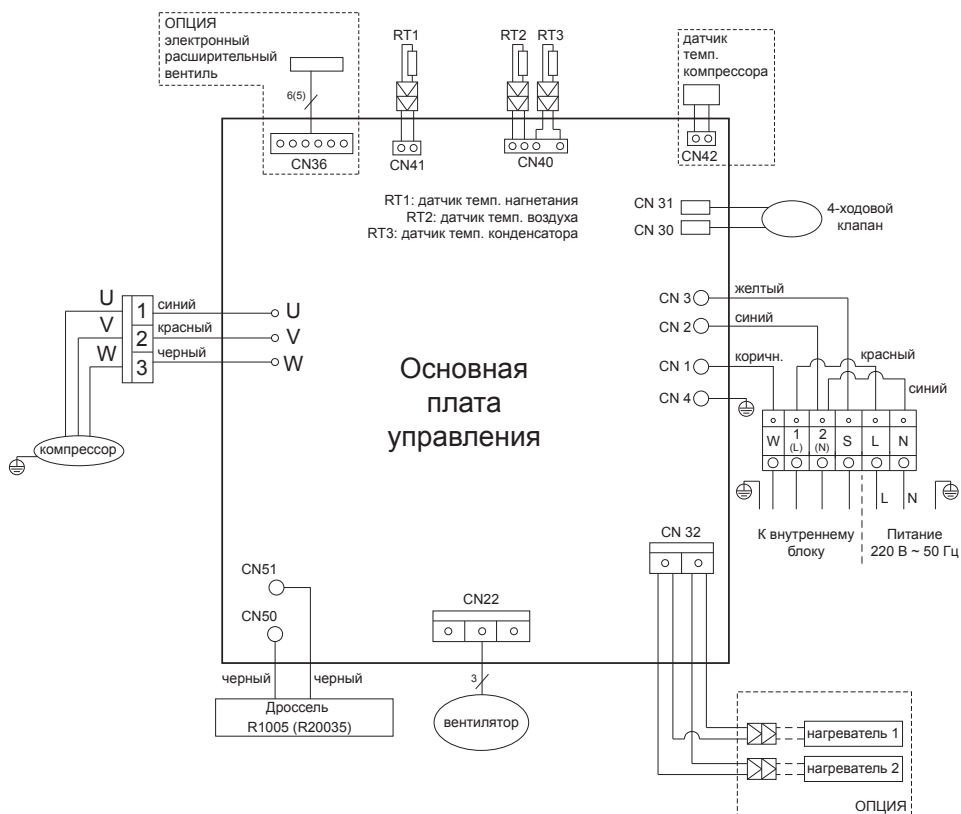 ОПЦИЯ
электронный
расширительный
вентиль
6(5)
CN36
RT1
CN41
RT2 RT3
CN40
датчик
темп.
компрессора
CN42
RT1: датчик темп. нагнетания
RT2: датчик темп. воздуха
RT3: датчик темп. конденсатора
CN 31
CN 30
4-ходовой
клапан
U
V
W
1
2
3
синий
красный
черный
U
V
W
компрессор
Основная
плата
управления
CN 3
CN 2
CN 1
CN 4
желтый
синий
коричн.
красный
синий
W 1 2 S L N
(L) (N)
L N
К внутреннему
блоку
Питание
220 В ~ 50 Гц
CN 32
CN51
CN50
черный черный
Дроссель
R1005 (R20035)
CN22
3
вентилятор
нагреватель 1
нагреватель 2
ОПЦИЯ